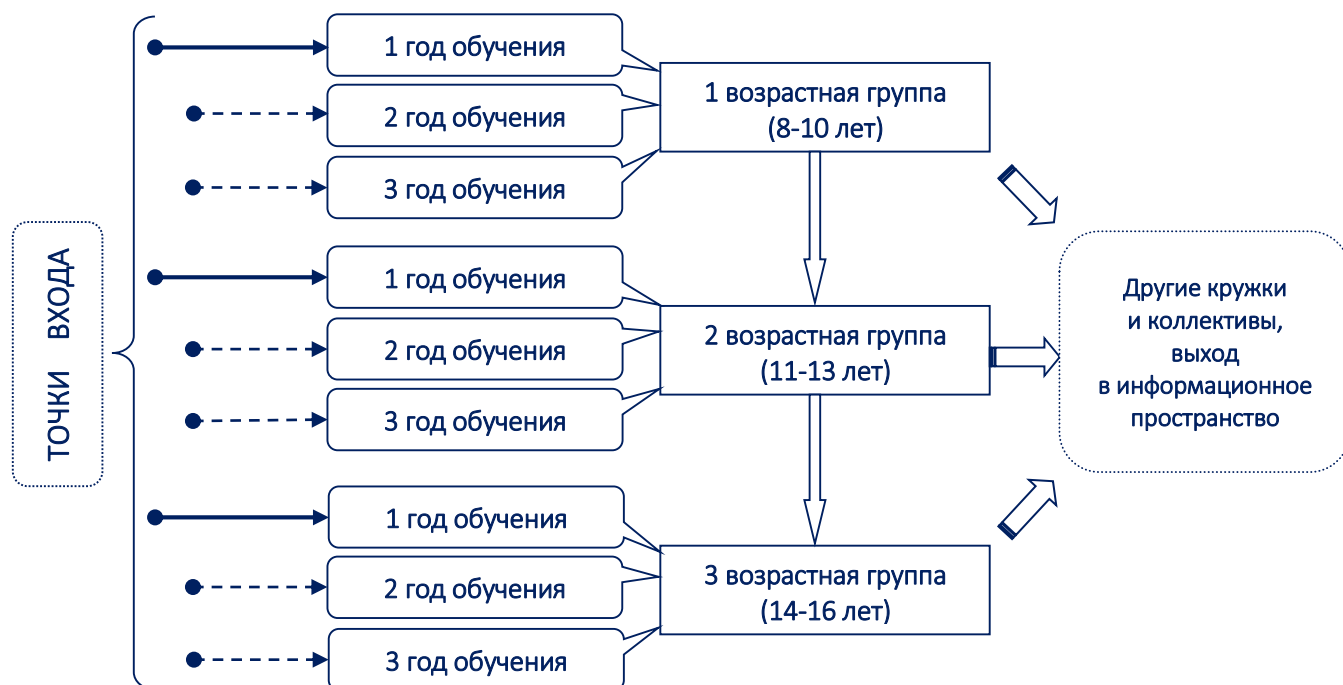 ТОЧКИ ВХОДА
1 год обучения
2 год обучения
3 год обучения
1 возрастная группа
(8-10 лет)
1 год обучения
2 год обучения
3 год обучения
2 возрастная группа
(11-13 лет)
1 год обучения
2 год обучения
3 год обучения
3 возрастная группа
(14-16 лет)
Другие кружки
и коллективы,
выход
в информационное
пространство